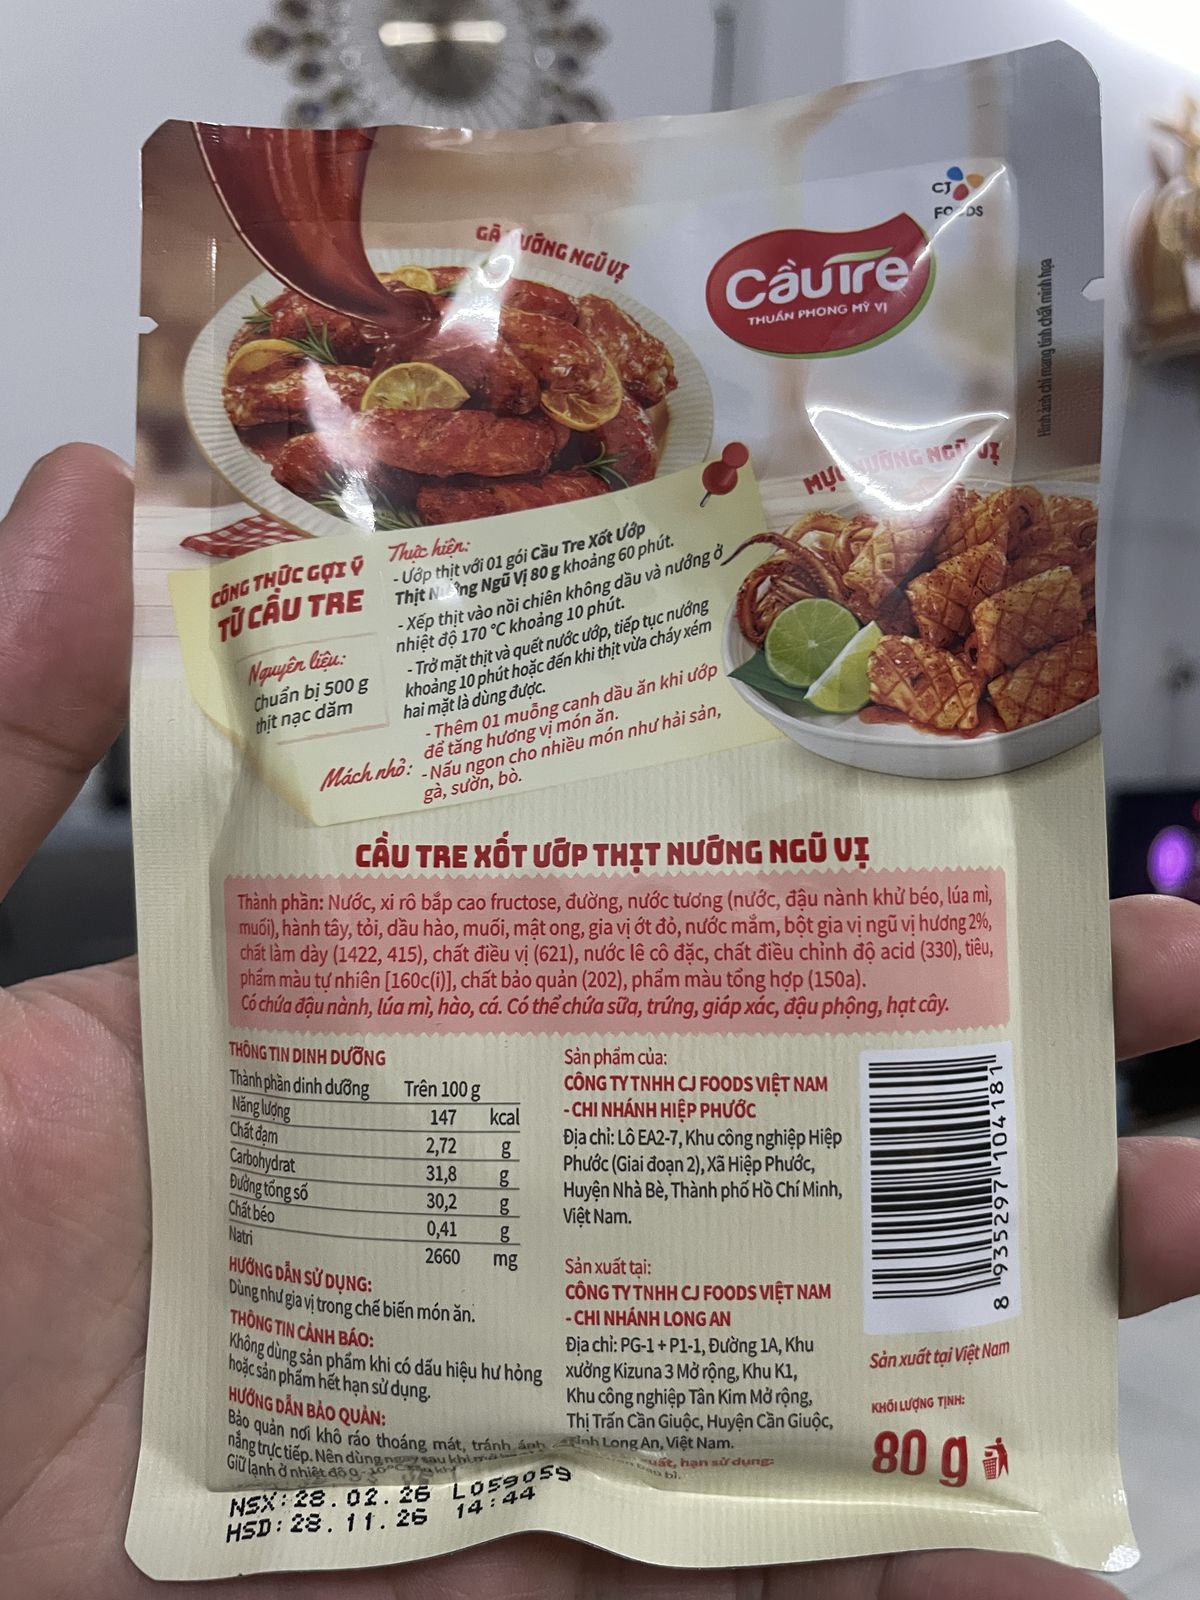 CJ
FOODS
GÀ NƯỚNG NGŨ VỊ
Cầu Tre
THUẦN PHONG MỸ VỊ
Hình ảnh chỉ mang tính chất minh họa
MỰC NƯỚNG NGŨ VỊ
CÔNG THỨC GỢI Ý
TỪ CẦU TRE
Nguyên liệu:
Chuẩn bị 500 g
thịt nạc dăm
Thực hiện:
- Ướp thịt với 01 gói Cầu Tre Xốt Ướp
Thịt Nướng Ngũ Vị 80 g khoảng 60 phút.
- Xếp thịt vào nồi chiên không dầu và nướng ở
nhiệt độ 170 °C khoảng 10 phút.
- Trở mặt thịt và quết nước ướp, tiếp tục nướng
khoảng 10 phút hoặc đến khi thịt vừa cháy xém
hai mặt là dùng được.
Mách nhỏ:
- Thêm 01 muỗng canh dầu ăn khi ướp
để tăng hương vị món ăn.
- Nấu ngon cho nhiều món như hải sản,
gà, sườn, bò.
CẦU TRE XỐT ƯỚP THỊT NƯỚNG NGŨ VỊ
Thành phần: Nước, xi rô bắp cao fructose, đường, nước tương (nước, đậu nành khử béo, lúa mì,
muối), hành tây, tỏi, dầu hào, muối, mật ong, gia vị ớt đỏ, nước mắm, bột gia vị ngũ vị hương 2%,
chất làm dày (1422, 415), chất điều vị (621), nước lê cô đặc, chất điều chỉnh độ acid (330), tiêu,
phẩm màu tự nhiên [160c(i)], chất bảo quản (202), phẩm màu tổng hợp (150a).
Có chứa đậu nành, lúa mì, hào, cá. Có thể chứa sữa, trứng, giáp xác, đậu phộng, hạt cây.
THÔNG TIN DINH DƯỠNG
Thành phần dinh dưỡng Trên 100 g
Năng lượng 147 kcal
Chất đạm 2,72 g
Carbohydrat 31,8 g
Đường tổng số 30,2 g
Chất béo 0,41 g
Natri 2660 mg
HƯỚNG DẪN SỬ DỤNG:
Dùng như gia vị trong chế biến món ăn.
THÔNG TIN CẢNH BÁO:
Không dùng sản phẩm khi có dấu hiệu hư hỏng
hoặc sản phẩm hết hạn sử dụng.
HƯỚNG DẪN BẢO QUẢN:
Bảo quản nơi khô ráo thoáng mát, tránh ánh
nắng trực tiếp. Nên dùng ngay sau khi
Giữ lạnh ở nhiệt độ 0 - 10°C
NSX: 28.02.26 L059059
HSD: 28.11.26 14:44
Sản phẩm của:
CÔNG TY TNHH CJ FOODS VIỆT NAM
- CHI NHÁNH HIỆP PHƯỚC
Địa chỉ: Lô EA2-7, Khu công nghiệp Hiệp
Phước (Giai đoạn 2), Xã Hiệp Phước,
Huyện Nhà Bè, Thành phố Hồ Chí Minh,
Việt Nam.
Sản xuất tại:
CÔNG TY TNHH CJ FOODS VIỆT NAM
- CHI NHÁNH LONG AN
Địa chỉ: PG-1 + P1-1, Đường 1A, Khu
xưởng Kizuna 3 Mở rộng, Khu K1,
Khu công nghiệp Tân Kim Mở rộng,
Thị Trấn Cần Giuộc, Huyện Cần Giuộc,
Tỉnh Long An, Việt Nam.
hạn sử dụng:
bao bì.
8 935297 104181
Sản xuất tại Việt Nam
KHỐI LƯỢNG TỊNH:
80 g